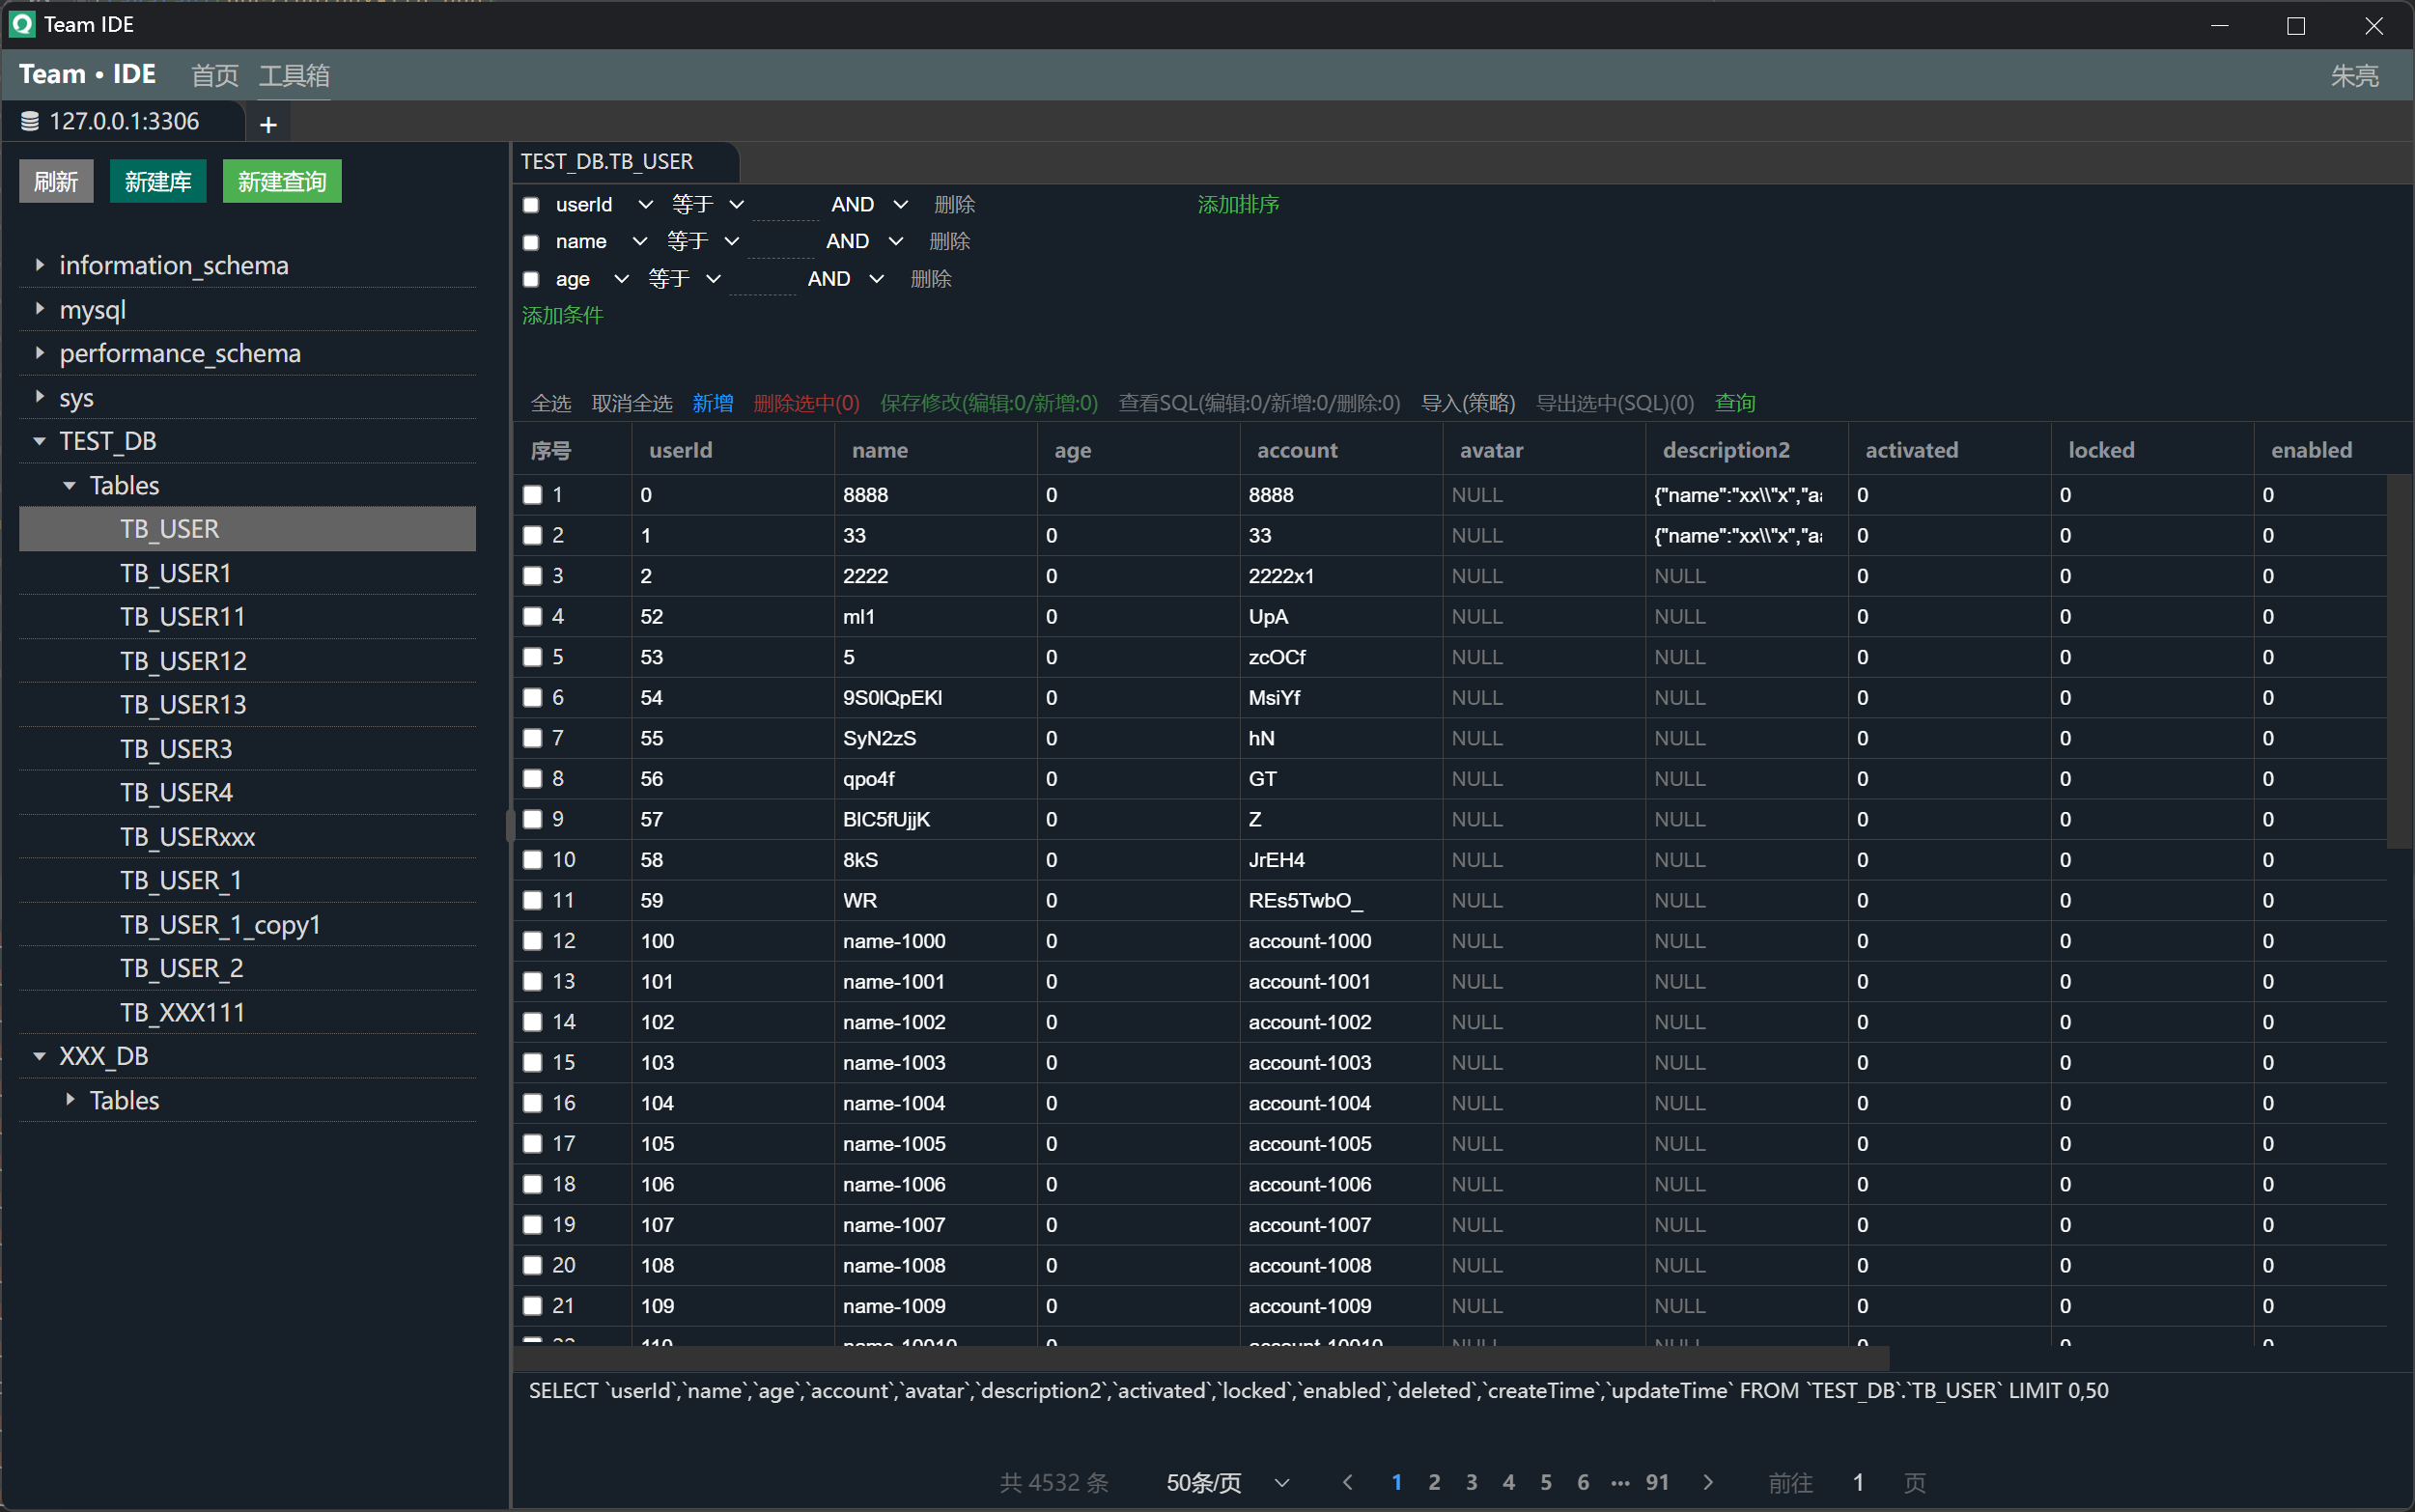 Team IDE
Team • IDE 首页 工具箱 朱亮
127.0.0.1:3306 +
刷新 新建库 新建查询
information_schema
mysql
performance_schema
sys
TEST_DB
Tables
TB_USER
TB_USER1
TB_USER11
TB_USER12
TB_USER13
TB_USER3
TB_USER4
TB_USERxxx
TB_USER_1
TB_USER_1_copy1
TB_USER_2
TB_XXX111
XXX_DB
Tables
TEST_DB.TB_USER
userId 等于 AND 删除 添加排序
name 等于 AND 删除
age 等于 AND 删除
添加条件
全选 取消全选 新增 删除选中(0) 保存修改(编辑:0/新增:0) 查看SQL(编辑:0/新增:0/删除:0) 导入(策略) 导出选中(SQL)(0) 查询
序号 userId name age account avatar description2 activated locked enabled
1 0 8888 0 8888 NULL {"name":"xx\\"x","a 0 0 0
2 1 33 0 33 NULL {"name":"xx\\"x","a 0 0 0
3 2 2222 0 2222x1 NULL NULL 0 0 0
4 52 ml1 0 UpA NULL NULL 0 0 0
5 53 5 0 zcOCf NULL NULL 0 0 0
6 54 0 MsiYf NULL NULL 0 0 0
7 55 SyN2zS 0 hN NULL NULL 0 0 0
8 56 qpo4f 0 GT NULL NULL 0 0 0
9 57 0 Z NULL NULL 0 0 0
10 58 8kS 0 JrEH4 NULL NULL 0 0 0
11 59 WR 0 REs5TwbO_ NULL NULL 0 0 0
12 100 name-1000 0 account-1000 NULL NULL 0 0 0
13 101 name-1001 0 account-1001 NULL NULL 0 0 0
14 102 name-1002 0 account-1002 NULL NULL 0 0 0
15 103 name-1003 0 account-1003 NULL NULL 0 0 0
16 104 name-1004 0 account-1004 NULL NULL 0 0 0
17 105 name-1005 0 account-1005 NULL NULL 0 0 0
18 106 name-1006 0 account-1006 NULL NULL 0 0 0
19 107 name-1007 0 account-1007 NULL NULL 0 0 0
20 108 name-1008 0 account-1008 NULL NULL 0 0 0
21 109 name-1009 0 account-1009 NULL NULL 0 0 0
22 110 name-10010 0 account-10010 NULL NULL 0 0 0
SELECT `userId`,`name`,`age`,`account`,`avatar`,`description2`,`activated`,`locked`,`enabled`,`deleted`,`createTime`,`updateTime` FROM `TEST_DB`.`TB_USER` LIMIT 0,50
共 4532 条 50条/页 1 2 3 4 5 6 ••• 91 前往 1 页